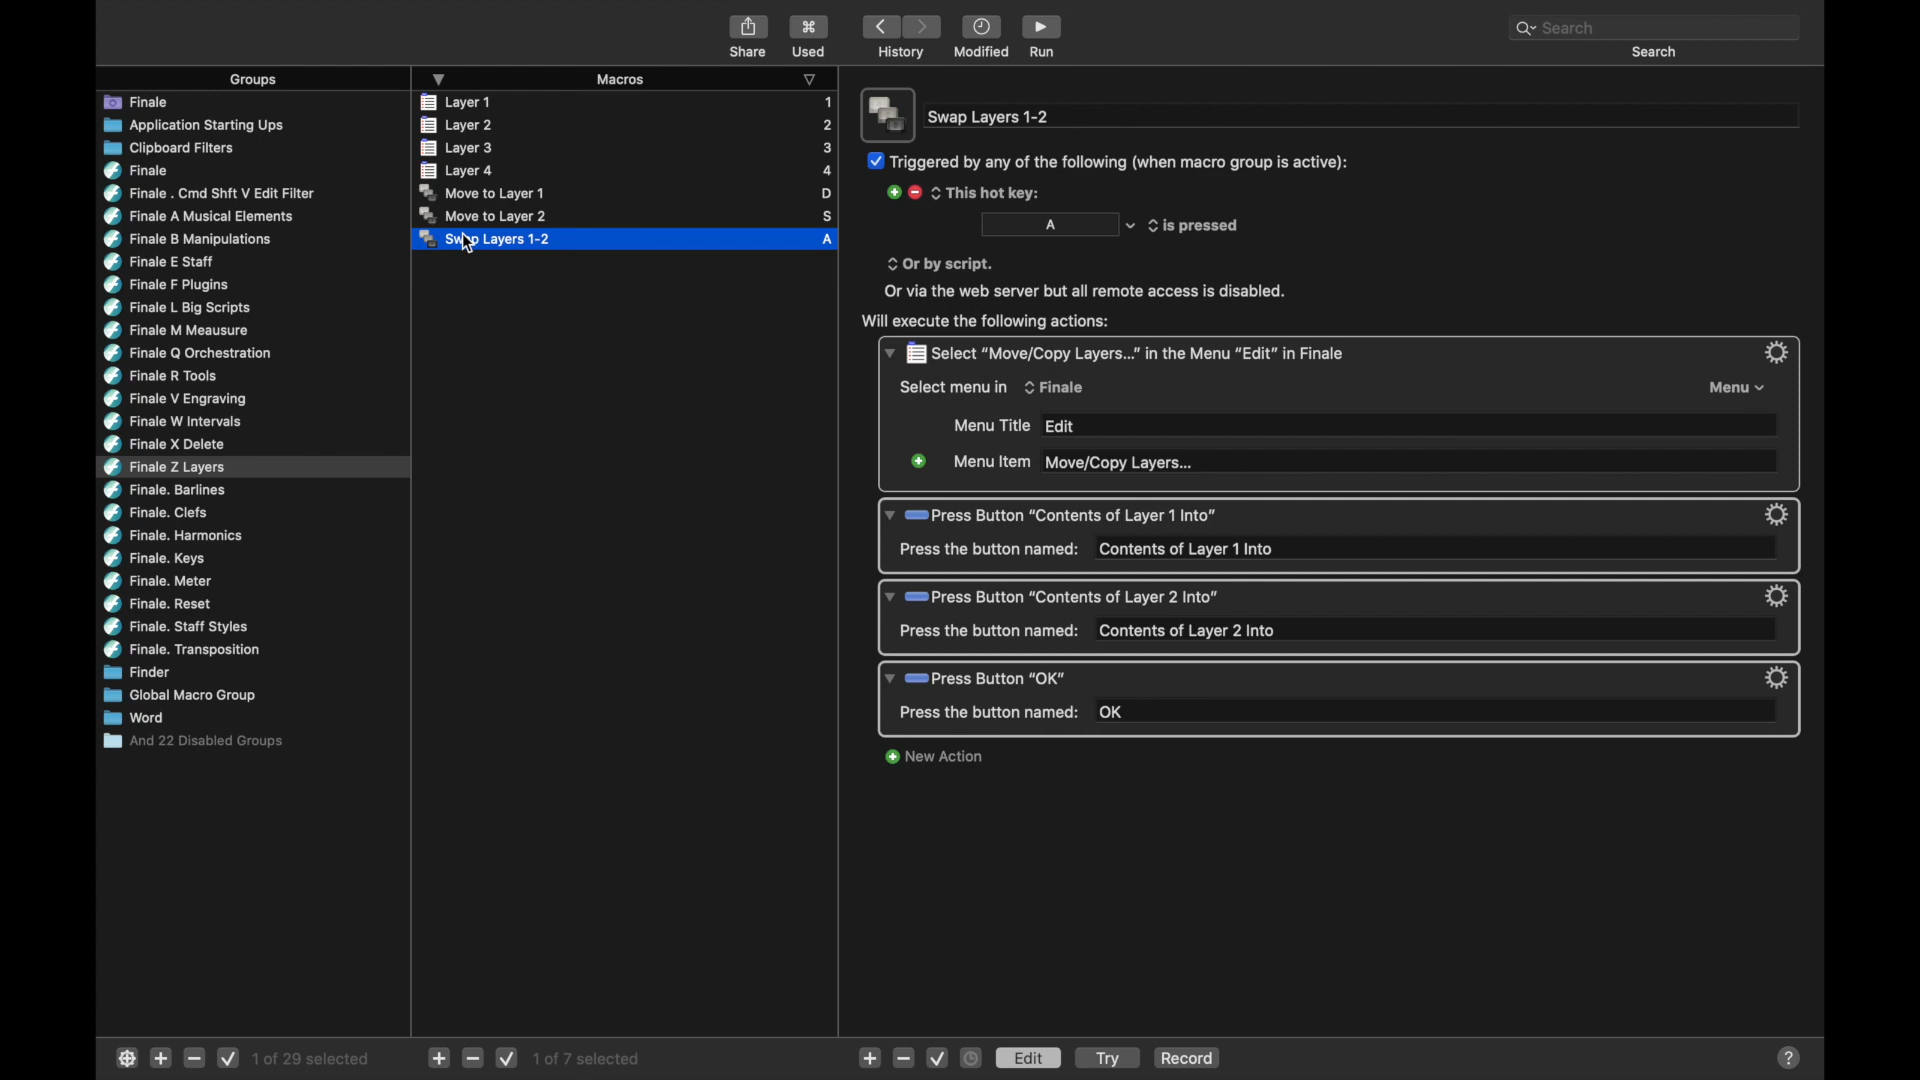 Share
Used
History
Modified
Run
Search
Search
Groups
Macros
Finale
Application Starting Ups
Clipboard Filters
Finale
Finale . Cmd Shft V Edit Filter
Finale A Musical Elements
Finale B Manipulations
Finale E Staff
Finale F Plugins
Finale L Big Scripts
Finale M Meausure
Finale Q Orchestration
Finale R Tools
Finale V Engraving
Finale W Intervals
Finale X Delete
Finale Z Layers
Finale. Barlines
Finale. Clefs
Finale. Harmonics
Finale. Keys
Finale. Meter
Finale. Reset
Finale. Staff Styles
Finale. Transposition
Finder
Global Macro Group
Word
And 22 Disabled Groups
Layer 1 1
Layer 2 2
Layer 3 3
Layer 4 4
Move to Layer 1 D
Move to Layer 2 S
Swap Layers 1-2 A
Swap Layers 1-2
Triggered by any of the following (when macro group is active):
This hot key:
A is pressed
Or by script.
Or via the web server but all remote access is disabled.
Will execute the following actions:
Select “Move/Copy Layers...” in the Menu “Edit” in Finale
Select menu in Finale Menu
Menu Title Edit
Menu Item Move/Copy Layers...
Press Button “Contents of Layer 1 Into”
Press the button named: Contents of Layer 1 Into
Press Button “Contents of Layer 2 Into”
Press the button named: Contents of Layer 2 Into
Press Button “OK”
Press the button named: OK
New Action
1 of 29 selected
1 of 7 selected
Edit
Try
Record
?